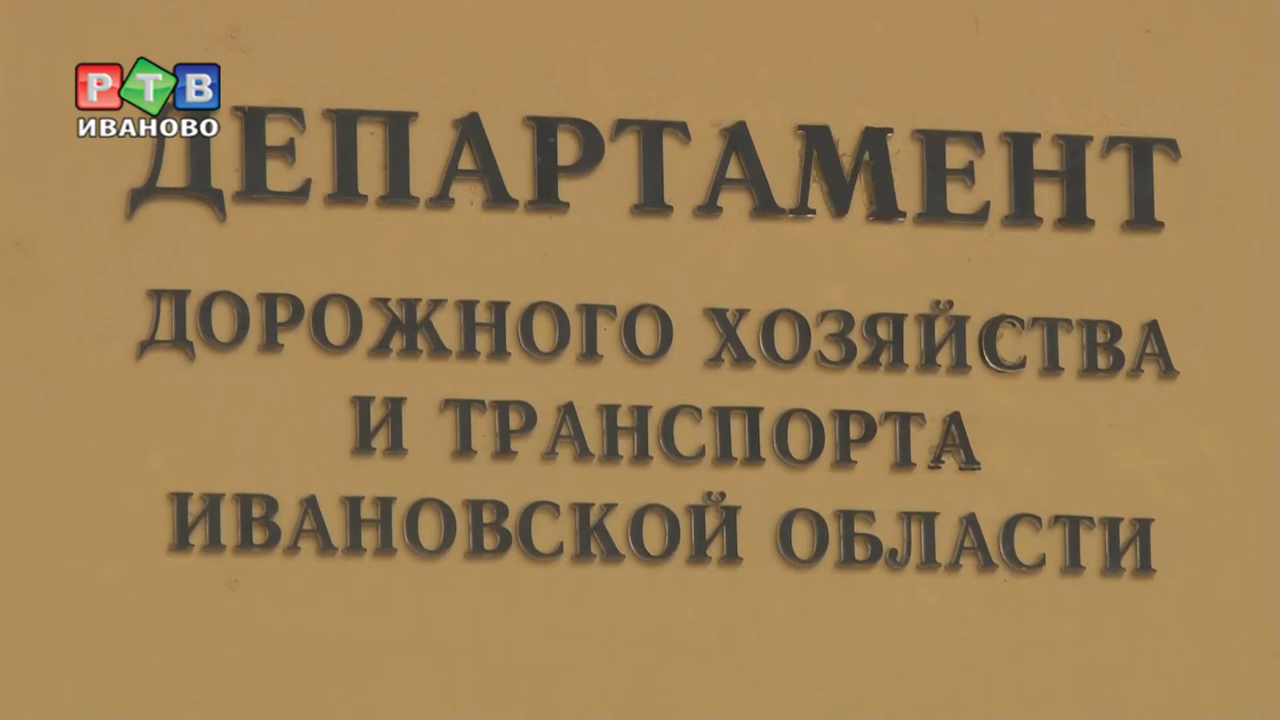 РТВ
ИВАНОВО
ДЕПАРТАМЕНТ
ДОРОЖНОГО ХОЗЯЙСТВА
И ТРАНСПОРТА
ИВАНОВСКОЙ ОБЛАСТИ